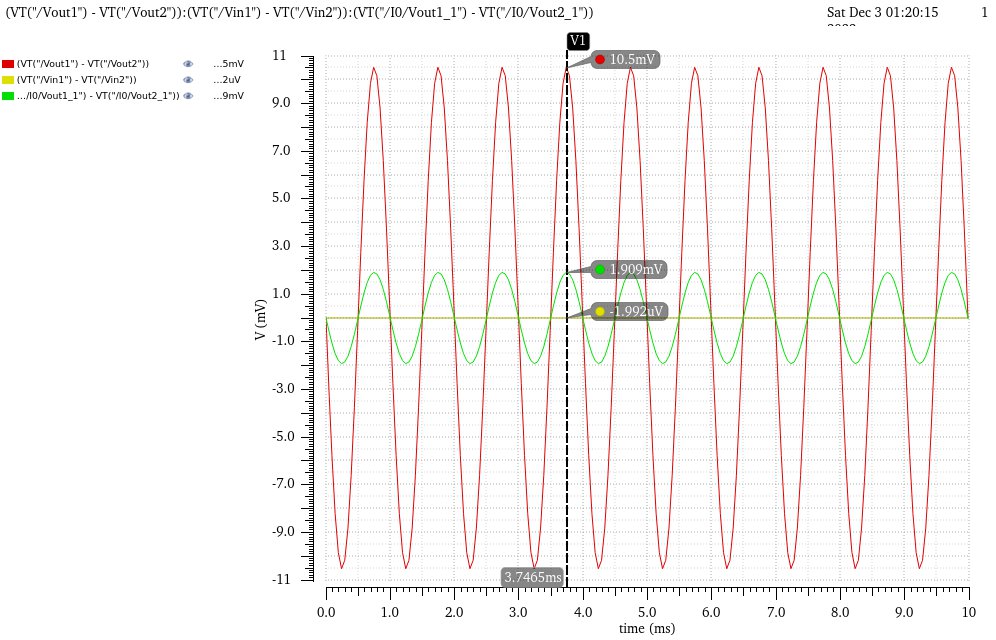 (VT("/Vout1") - VT("/Vout2")):(VT("/Vin1") - VT("/Vin2")):(VT("/I0/Vout1_1") - VT("/I0/Vout2_1"))
Sat Dec 3 01:20:15
1
V1
(VT("/Vout1") - VT("/Vout2")) ...5mV
(VT("/Vin1") - VT("/Vin2")) ...2uV
.../I0/Vout1_1") - VT("/I0/Vout2_1")) ...9mV
11
9.0
7.0
5.0
3.0
1.0
-1.0
-3.0
-5.0
-7.0
-9.0
-11
V (mV)
10.5mV
1.909mV
-1.992uV
3.7465ms
0.0 1.0 2.0 3.0 4.0 5.0 6.0 7.0 8.0 9.0 10
time (ms)